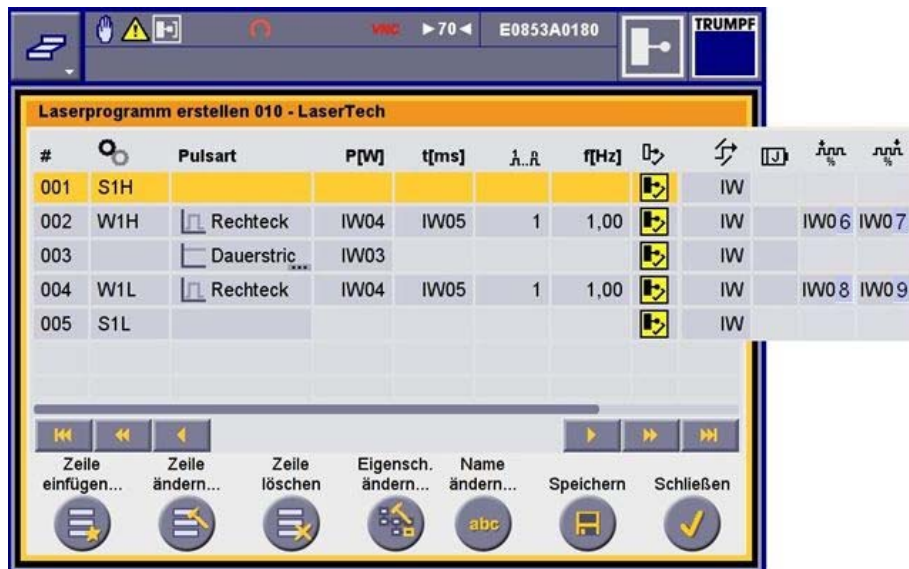 VNC ►70◄ E0853A0180 TRUMPF
Laserprogramm erstellen 010 - LaserTech
# Pulsart P[W] t[ms] 1..n f[Hz] % %
001 S1H IW
002 W1H Rechteck IW04 IW05 1 1,00 IW IW06 IW07
003 Dauerstric... IW03 IW
004 W1L Rechteck IW04 IW05 1 1,00 IW IW08 IW09
005 S1L IW
Zeile einfügen... Zeile ändern... Zeile löschen Eigensch. ändern... Name ändern... Speichern Schließen
abc